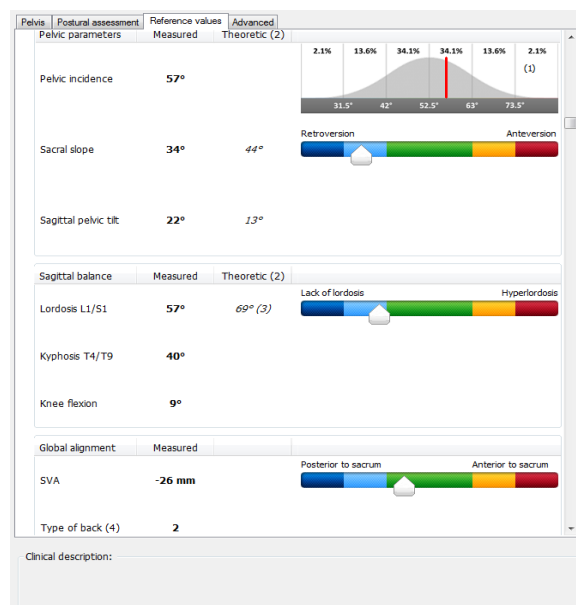 Pelvis Postural assessment Reference values Advanced
Pelvic parameters Measured Theoretic (2)
2.1% 13.6% 34.1% 34.1% 13.6% 2.1%
(1)
Pelvic incidence 57°
31.5° 42° 52.5° 63° 73.5°
Retroversion Anteversion
Sacral slope 34° 44°
Sagittal pelvic tilt 22° 13°
Sagittal balance Measured Theoretic (2)
Lack of lordosis Hyperlordosis
Lordosis L1/S1 57° 69° (3)
Kyphosis T4/T9 40°
Knee flexion 9°
Global alignment Measured
Posterior to sacrum Anterior to sacrum
SVA -26 mm
Type of back (4) 2
Clinical description: